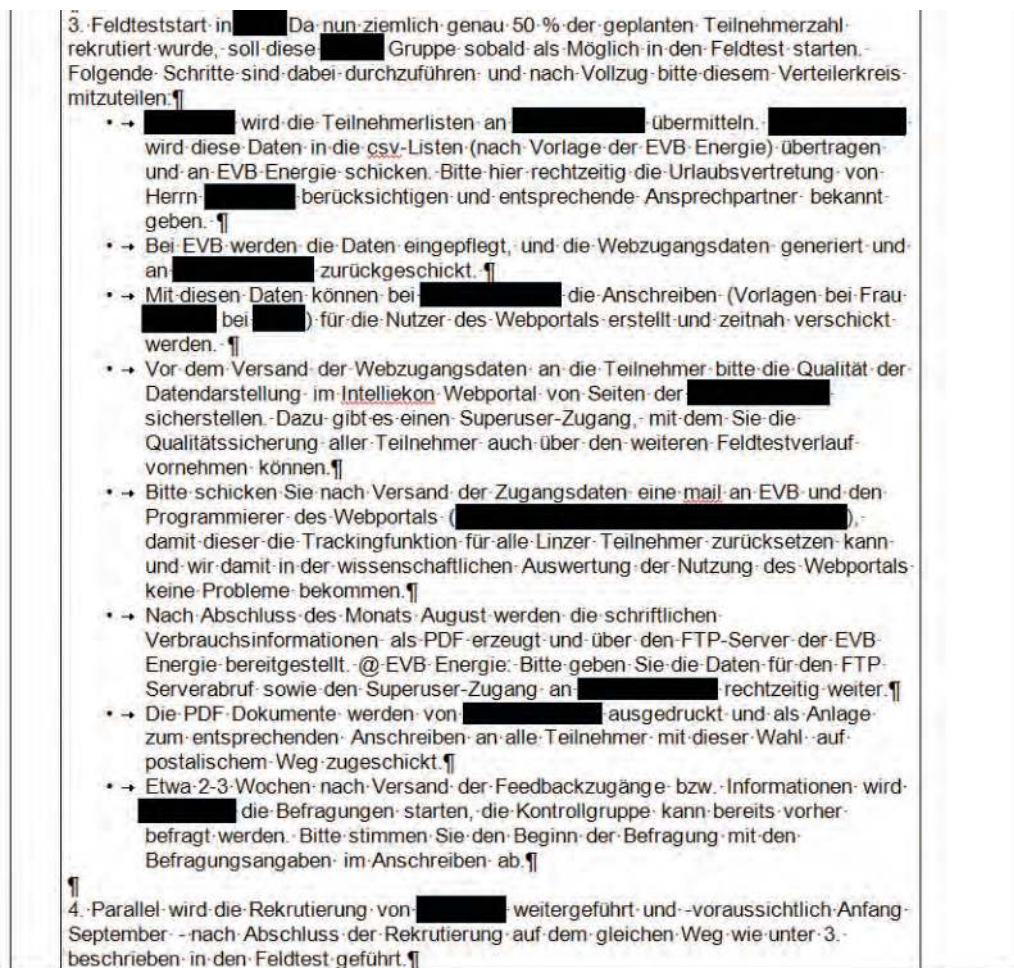 3. Feldteststart in Da nun ziemlich genau 50 % der geplanten Teilnehmerzahl
rekrutiert wurde, soll diese Gruppe sobald als Möglich in den Feldtest starten.
Folgende Schritte sind dabei durchzuführen und nach Vollzug bitte diesem Verteilerkreis
mitzuteilen:¶
• → wird die Teilnehmerlisten an übermitteln.
wird diese Daten in die csv-Listen (nach Vorlage der EVB Energie) übertragen
und an EVB Energie schicken. Bitte hier rechtzeitig die Urlaubsvertretung von
Herrn berücksichtigen und entsprechende Ansprechpartner bekannt
geben. ¶
• → Bei EVB werden die Daten eingepflegt, und die Webzugangsdaten generiert und
an zurückgeschickt. ¶
• → Mit diesen Daten können bei die Anschreiben (Vorlagen bei Frau
bei ) für die Nutzer des Webportals erstellt und zeitnah verschickt
werden. ¶
• → Vor dem Versand der Webzugangsdaten an die Teilnehmer bitte die Qualität der
Datendarstellung im Intelliekon Webportal von Seiten der
sicherstellen. Dazu gibt es einen Superuser-Zugang, mit dem Sie die
Qualitätssicherung aller Teilnehmer auch über den weiteren Feldtestverlauf
vornehmen können.¶
• → Bitte schicken Sie nach Versand der Zugangsdaten eine mail an EVB und den
Programmierer des Webportals ( ),
damit dieser die Trackingfunktion für alle Linzer Teilnehmer zurücksetzen kann
und wir damit in der wissenschaftlichen Auswertung der Nutzung des Webportals
keine Probleme bekommen.¶
• → Nach Abschluss des Monats August werden die schriftlichen
Verbrauchsinformationen als PDF erzeugt und über den FTP-Server der EVB
Energie bereitgestellt. @ EVB Energie: Bitte geben Sie die Daten für den FTP
Serverabruf sowie den Superuser-Zugang an rechtzeitig weiter.¶
• → Die PDF Dokumente werden von ausgedruckt und als Anlage
zum entsprechenden Anschreiben an alle Teilnehmer mit dieser Wahl auf
postalischem Weg zugeschickt.¶
• → Etwa 2-3 Wochen nach Versand der Feedbackzugänge bzw. Informationen wird
die Befragungen starten, die Kontrollgruppe kann bereits vorher
befragt werden. Bitte stimmen Sie den Beginn der Befragung mit den
Befragungsangaben im Anschreiben ab.¶
¶
4. Parallel wird die Rekrutierung von weitergeführt und -voraussichtlich Anfang
September - nach Abschluss der Rekrutierung auf dem gleichen Weg wie unter 3.
beschrieben in den Feldtest geführt.¶